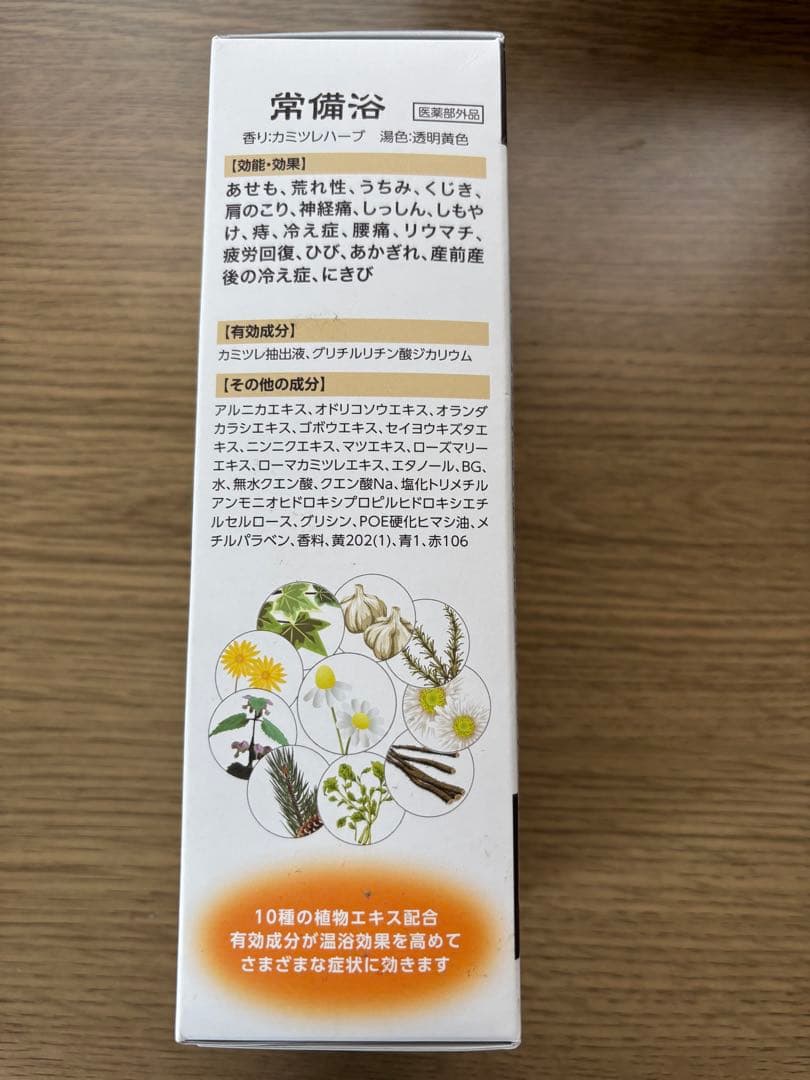 常備浴 医薬部外品
香り:カミツレハーブ 湯色:透明黄色
【効能・効果】
あせも、荒れ性、うちみ、くじき、
肩のこり、神経痛、しっしん、しもや
け、痔、冷え症、腰痛、リウマチ、
疲労回復、ひび、あかぎれ、産前産
後の冷え症、にきび
【有効成分】
カミツレ抽出液、グリチルリチン酸ジカリウム
【その他の成分】
アルニカエキス、オドリコソウエキス、オランダ
カラシエキス、ゴボウエキス、セイヨウキズタエ
キス、ニンニクエキス、マツエキス、ローズマリー
エキス、ローマカミツレエキス、エタノール、BG、
水、無水クエン酸、クエン酸Na、塩化トリメチル
アンモニオヒドロキシプロピルヒドロキシエチ
ルセルロース、グリシン、POE硬化ヒマシ油、メ
チルパラベン、香料、黄202(1)、青1、赤106
10種の植物エキス配合
有効成分が温浴効果を高めて
さまざまな症状に効きます